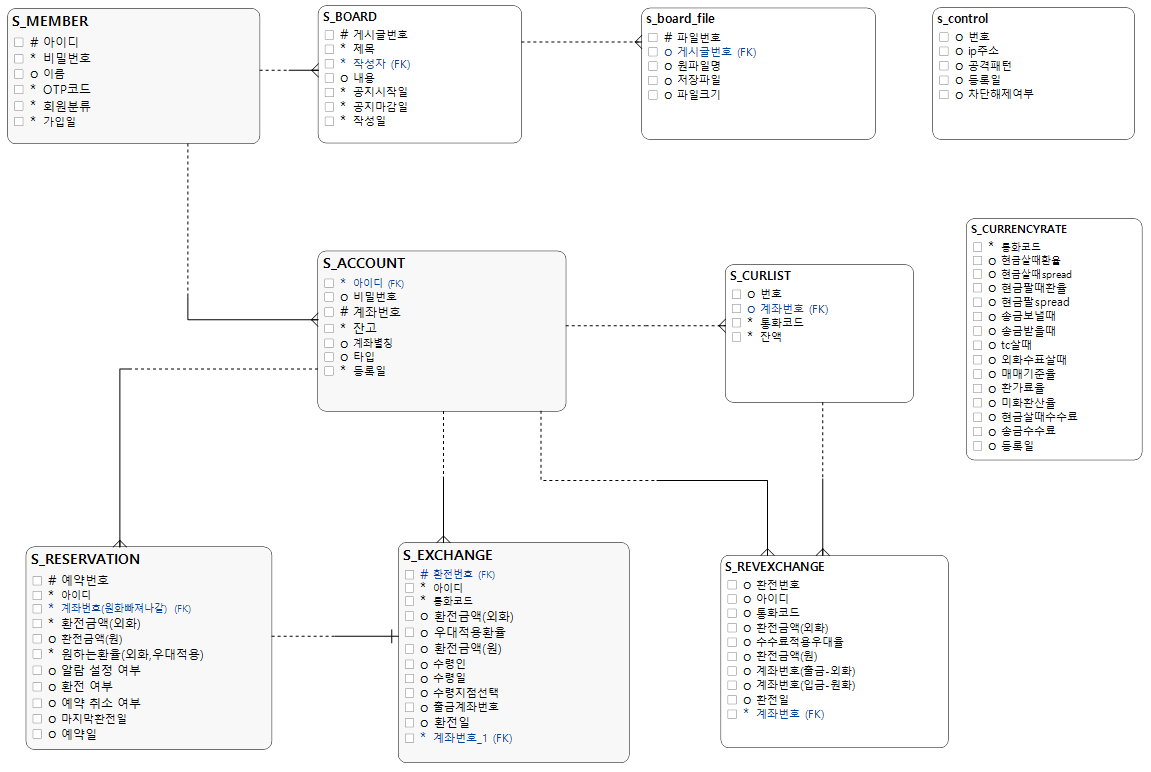 S_MEMBER
# 아이디
* 비밀번호
o 이름
* OTP코드
* 회원분류
* 가입일
S_BOARD
# 게시글번호
* 제목
* 작성자 (FK)
o 내용
* 공지시작일
* 공지마감일
* 작성일
s_board_file
# 파일번호
o 게시글번호 (FK)
o 원파일명
o 저장파일
o 파일크기
s_control
o 번호
o ip주소
o 공격패턴
o 등록일
o 차단해제여부
S_ACCOUNT
* 아이디 (FK)
o 비밀번호
# 계좌번호
* 잔고
o 계좌별칭
o 타입
* 등록일
S_CURLIST
o 번호
o 계좌번호 (FK)
* 통화코드
* 잔액
S_CURRENCYRATE
* 통화코드
o 현금살때환율
o 현금살때spread
o 현금팔때환율
o 현금팔spread
o 송금보낼때
o 송금받을때
o tc살때
o 외화수표살때
o 매매기준율
o 환가료율
o 미화환산율
o 현금살때수수료
o 송금수수료
o 등록일
S_RESERVATION
# 예약번호
* 아이디
* 계좌번호(원화빠져나갈) (FK)
* 환전금액(외화)
o 환전금액(원)
* 원하는환율(외화,우대적용)
o 알람 설정 여부
o 환전 여부
o 예약 취소 여부
o 마지막환전일
o 예약일
S_EXCHANGE
# 환전번호 (FK)
* 아이디
* 통화코드
o 환전금액(외화)
o 우대적용환율
o 환전금액(원)
o 수령인
o 수령일
o 수령지점선택
o 출금계좌번호
o 환전일
* 계좌번호_1 (FK)
S_REVEXCHANGE
o 환전번호
o 아이디
o 통화코드
o 환전금액(외화)
o 수수료적용우대율
o 환전금액(원)
o 계좌번호(출금-외화)
o 계좌번호(입금-원화)
o 환전일
* 계좌번호 (FK)